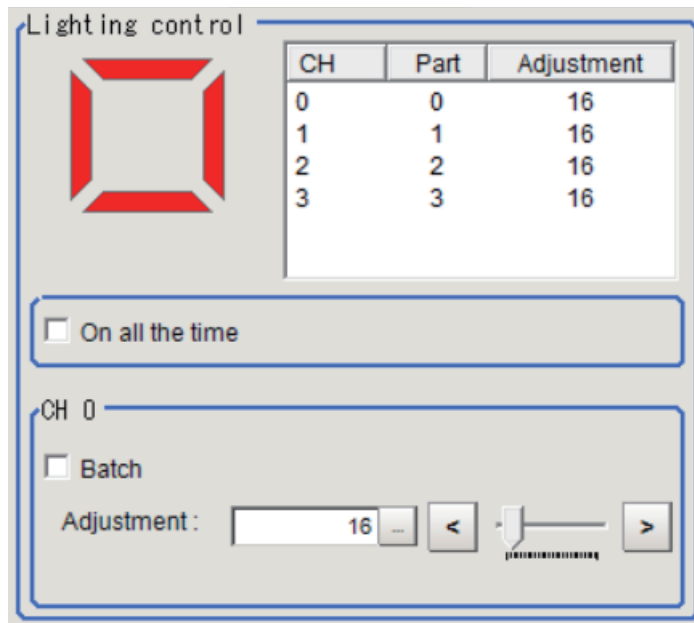 Lighting control
CH Part Adjustment
0 0 16
1 1 16
2 2 16
3 3 16
On all the time
CH 0
Batch
Adjustment : 16 ... < >